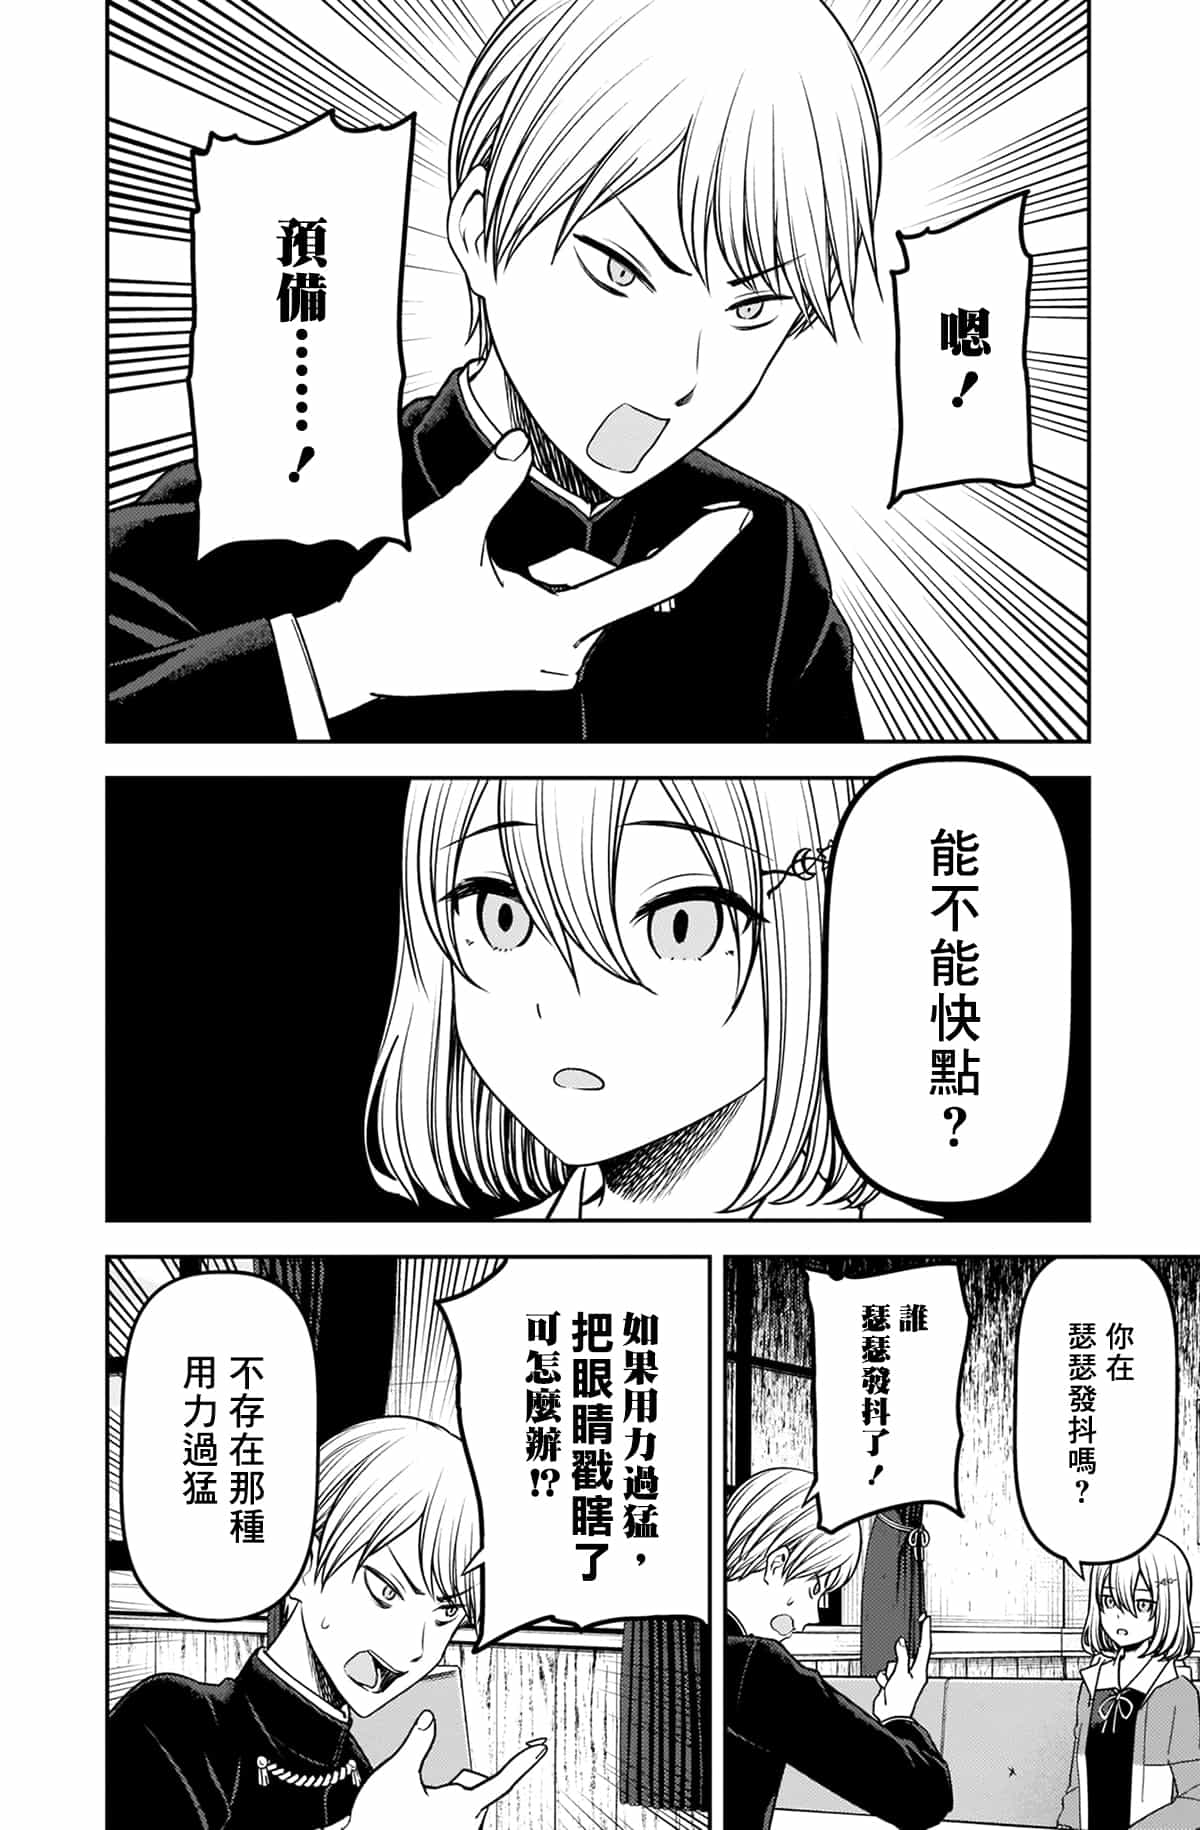 嗯！
預備……！
能不能快點？
你在
瑟瑟發抖嗎？
誰
瑟瑟發抖了！
如果用力過猛，
把眼睛戳瞎了
可怎麼辦!?
不存在那種
用力過猛